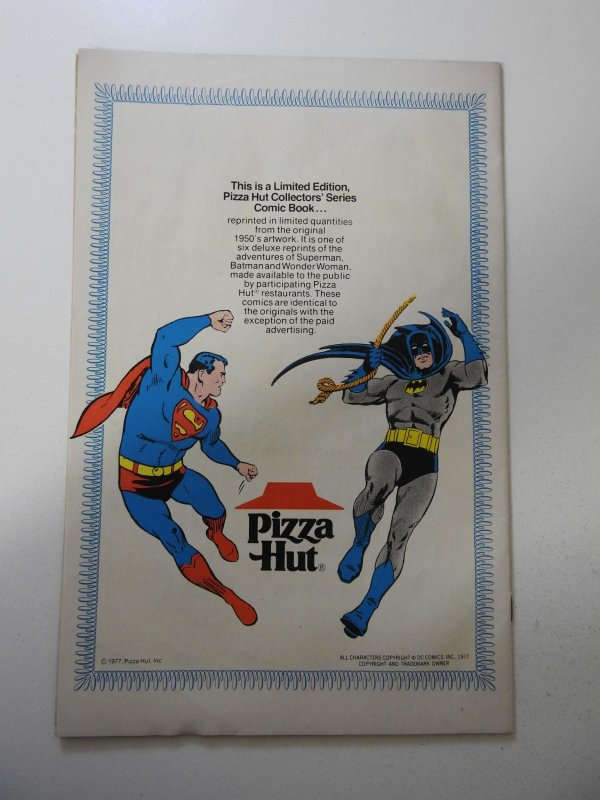 This is a Limited Edition,
Pizza Hut Collectors' Series
Comic Book...
reprinted in limited quantities
from the original
1950's artwork. It is one of
six deluxe reprints of the
adventures of Superman,
Batman and Wonder Woman,
made available to the public
by participating Pizza
Hut® restaurants. These
comics are identical to
the originals with the
exception of the paid
advertising.
S
Pizza
Hut®
© 1977, Pizza Hut, Inc
ALL CHARACTERS COPYRIGHT © DC COMICS INC., 1977
COPYRIGHT AND TRADEMARK OWNER